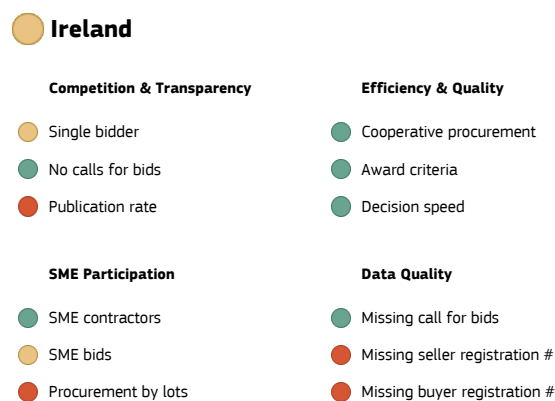 Ireland
Competition & Transparency
Single bidder
No calls for bids
Publication rate
Efficiency & Quality
Cooperative procurement
Award criteria
Decision speed
SME Participation
SME contractors
SME bids
Procurement by lots
Data Quality
Missing call for bids
Missing seller registration #
Missing buyer registration #